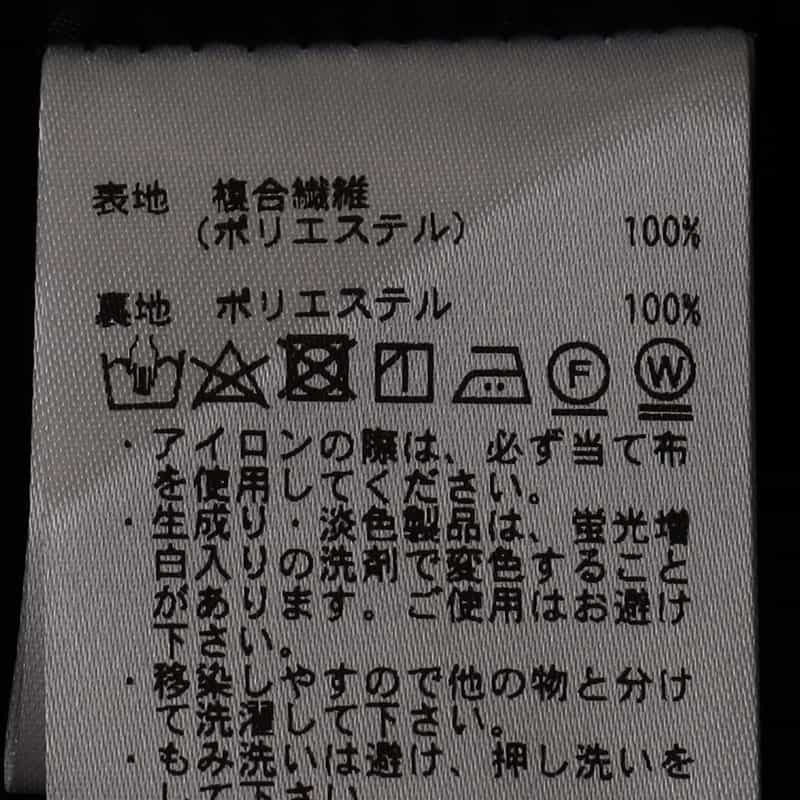 表地 複合繊維
(ポリエステル) 100%
裏地 ポリエステル 100%
F W
・アイロンの際は、必ず当て布
を使用してください。
・生成り・淡色製品は、蛍光増
白入りりの洗剤で変色すること
がありります。ご使用はお避け
下さい。
・移染しやすので他の物と分け
て洗濯して下さい。
・もみ洗いは避け、押し洗いを
して下さい。